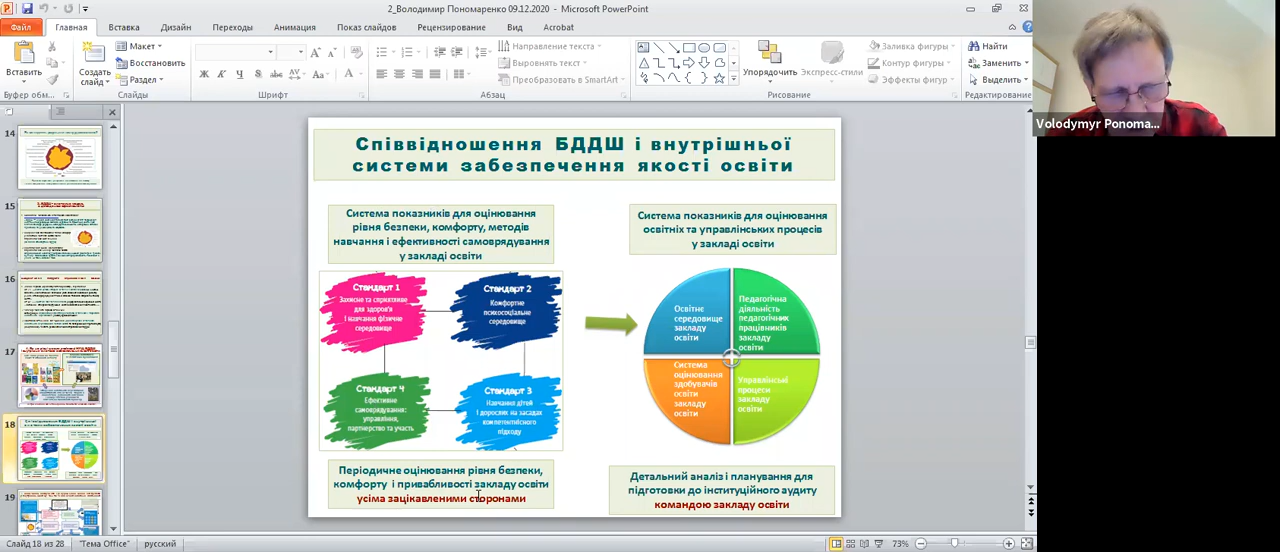 2_Володимир Пономаренко 09.12.2020 - Microsoft PowerPoint
Файл
Главная
Вставка
Дизайн
Переходы
Анимация
Показ слайдов
Рецензирование
Вид
Acrobat
Вставить
Буфер обм...
Создать
слайд
Макет
Восстановить
Раздел
Слайды
Шрифт
Направление текста
Выровнять текст
Преобразовать в SmartArt
Абзац
Упорядочить
Экспресс-стили
Заливка фигуры
Контур фигуры
Эффекты фигур
Рисование
Найти
Заменить
Выделить
Редактирование
Volodymyr Ponoma...
14
15
16
17
18
19
Співвідношення БДДШ і внутрішньої
системи забезпечення якості освіти
Система показників для оцінювання
рівня безпеки, комфорту, методів
навчання і ефективності самоврядування
у закладі освіти
Система показників для оцінювання
освітніх та управлінських процесів
у закладі освіти
Стандарт 1
Захисне та сприятливе
для здоров'я
і навчання фізичне
середовище
Стандарт 2
Комфортне
психосоціальне
середовище
Стандарт 4
Ефективне
самоврядування:
управління,
партнерство та участь
Стандарт 3
Навчання дітей
і дорослих на засадах
компетентнісного
підходу
Освітнє
середовище
закладу
освіти
Педагогічна
діяльність
педагогічних
працівників
закладу
освіти
Система
оцінювання
здобувачів
освіти
закладу
освіти
Управлінські
процеси
закладу
освіти
Періодичне оцінювання рівня безпеки,
комфорту і привабливості закладу освіти
усіма зацікавленими сторонами
Детальний аналіз і планування для
підготовки до інституційного аудиту
командою закладу освіти
Слайд 18 из 28
"Тема Office"
русский
73%